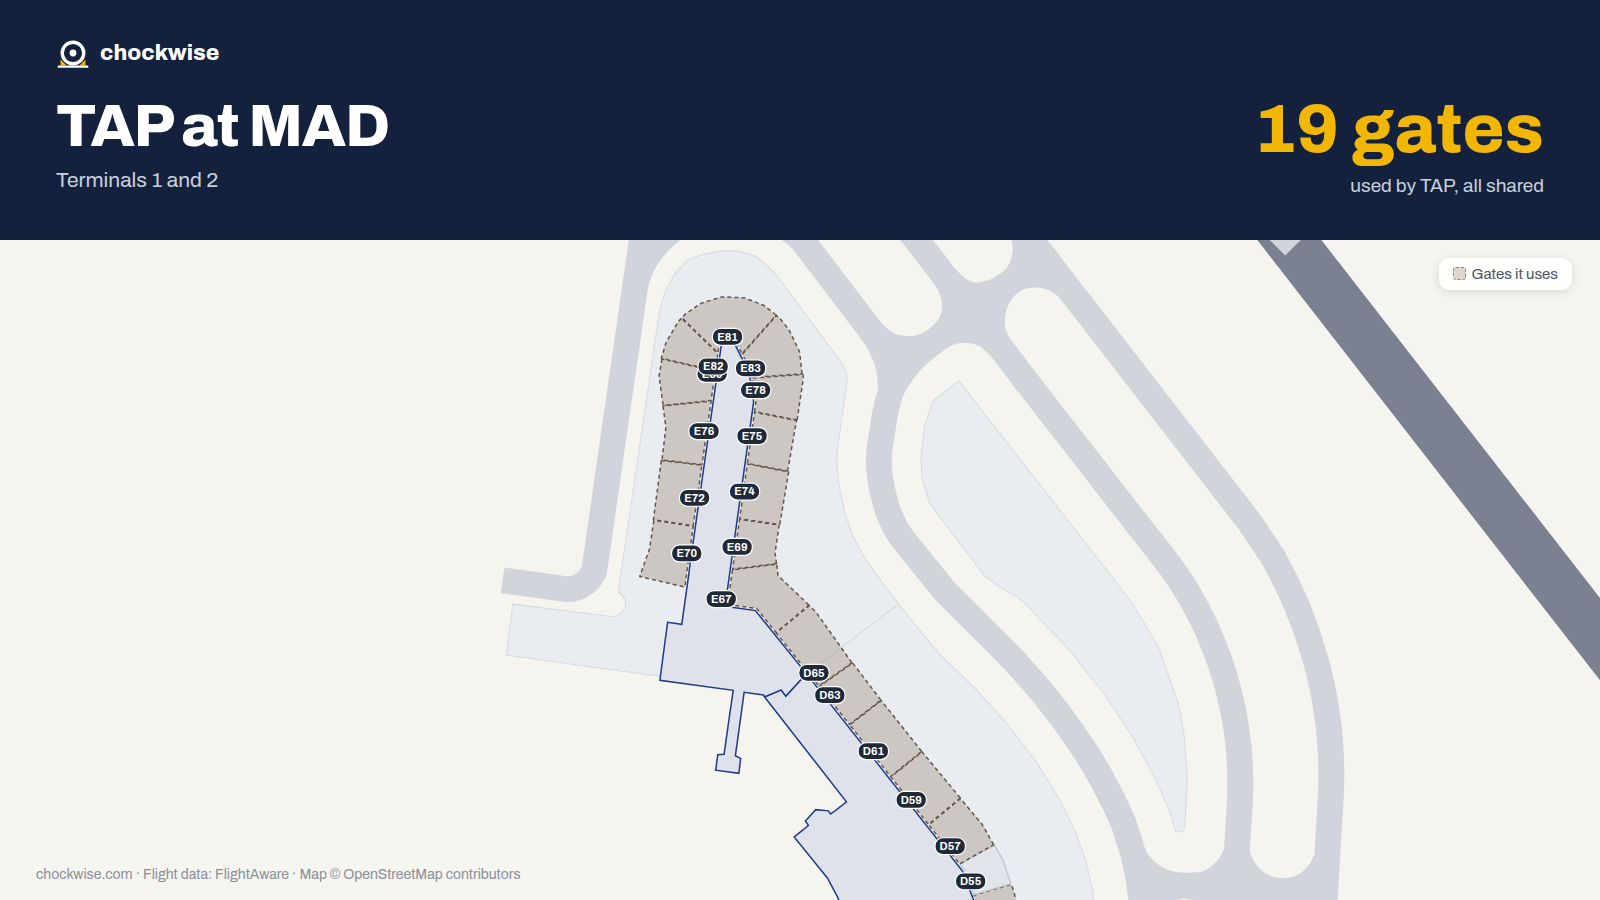 chockwise
TAP at MAD
Terminals 1 and 2
19 gates
used by TAP, all shared
Gates it uses
E81
E82
E83
E78
E76
E75
E72
E74
E70
E69
E67
D65
D63
D61
D59
D57
D55
chockwise.com · Flight data: FlightAware · Map © OpenStreetMap contributors